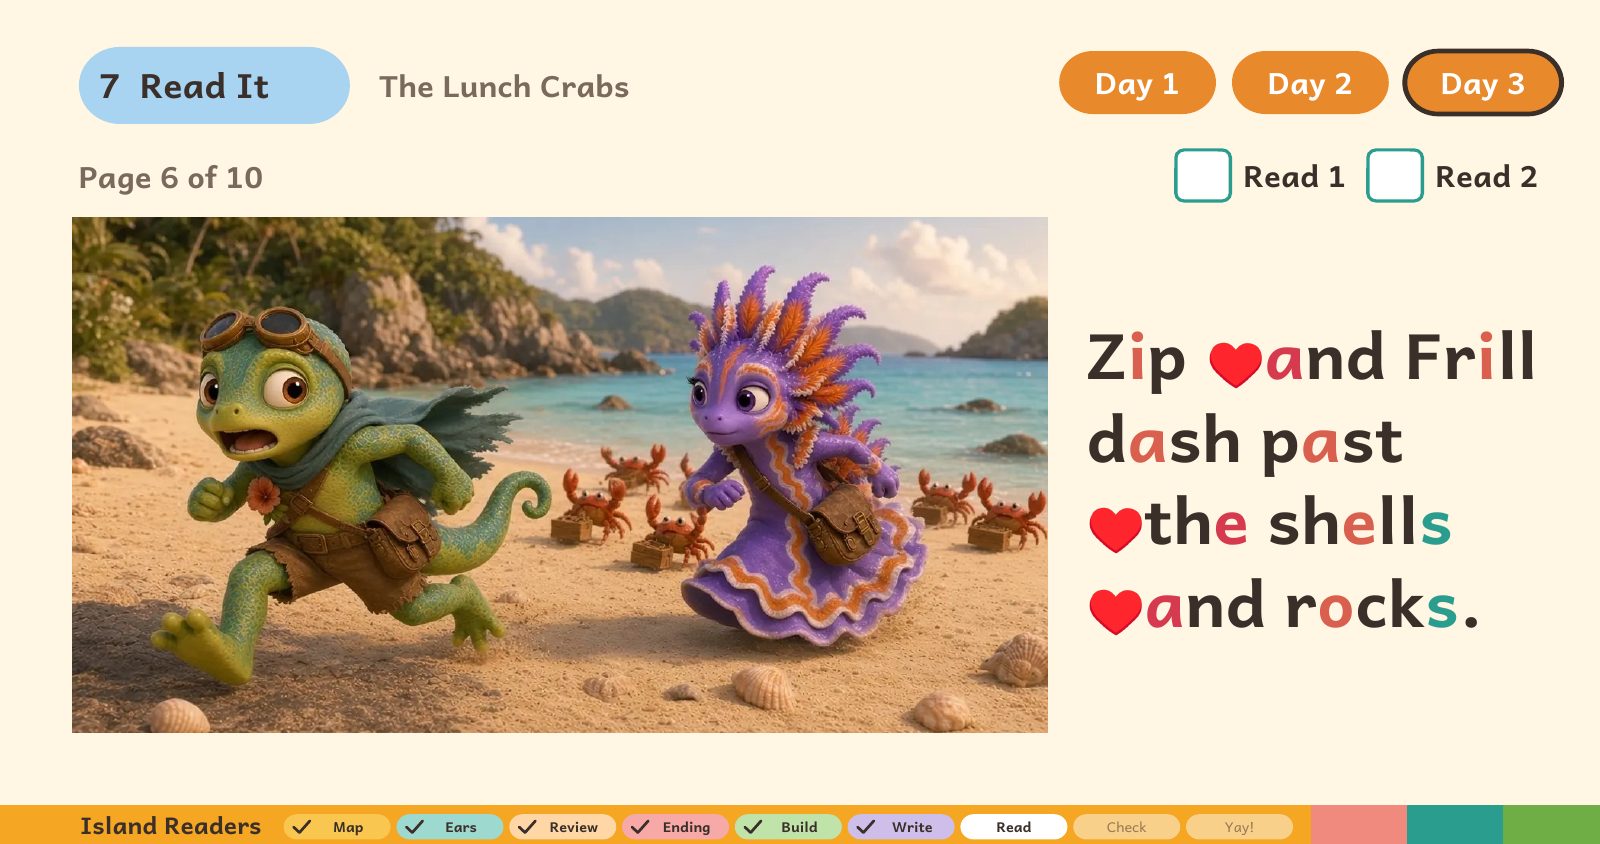 7 Read It
The Lunch Crabs
Day 1 Day 2 Day 3
Page 6 of 10
Read 1 Read 2
Zip ❤and Frill
dash past
❤the shells
❤and rocks.
Island Readers
Map Ears Review Ending Build Write Read Check Yay!